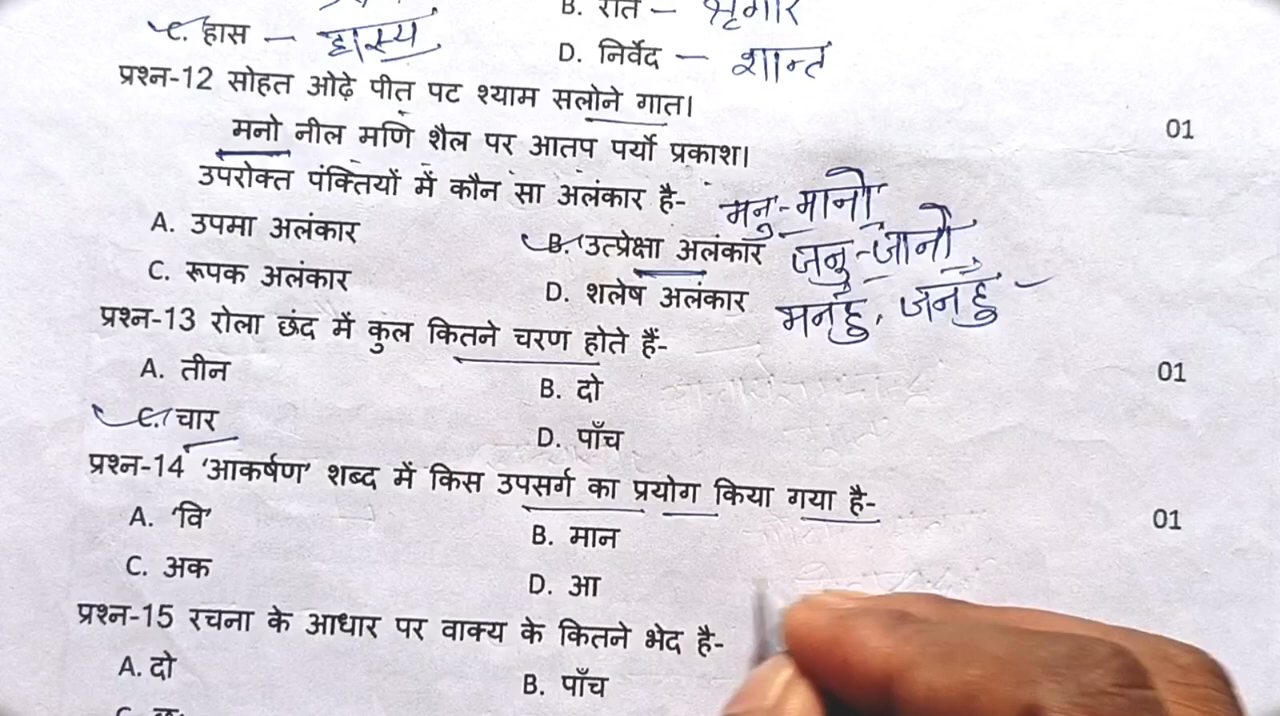 B. रति – श्रृंगार
C. हास – हास्य
D. निर्वेद – शान्त
प्रश्न-12 सोहत ओढ़े पीत पट श्याम सलोने गात।
01
मनो नील मणि शैल पर आतप पर्यो प्रकाश।
उपरोक्त पंक्तियों में कौन सा अलंकार है-
मनु-मानो
A. उपमा अलंकार
B. उत्प्रेक्षा अलंकार
जनु-जानो
C. रूपक अलंकार
D. शलेष अलंकार
मनहु, जनहु -
प्रश्न-13 रोला छंद में कुल कितने चरण होते हैं-
01
A. तीन
B. दो
C. चार
D. पाँच
प्रश्न-14 'आकर्षण' शब्द में किस उपसर्ग का प्रयोग किया गया है-
01
A. 'वि'
B. मान
C. अक
D. आ
प्रश्न-15 रचना के आधार पर वाक्य के कितने भेद है-
A. दो
B. पाँच